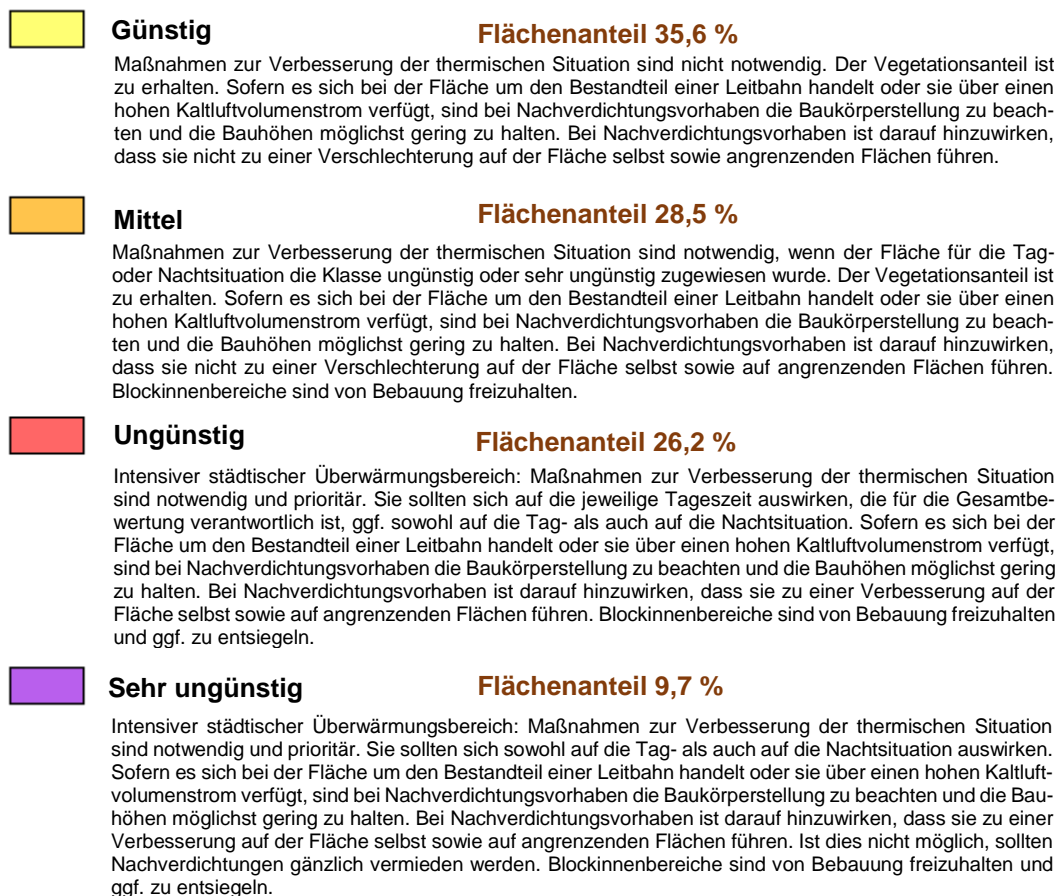 Günstig Flächenanteil 35,6 %
Maßnahmen zur Verbesserung der thermischen Situation sind nicht notwendig. Der Vegetationsanteil ist
zu erhalten. Sofern es sich bei der Fläche um den Bestandteil einer Leitbahn handelt oder sie über einen
hohen Kaltluftvolumenstrom verfügt, sind bei Nachverdichtungsvorhaben die Baukörperstellung zu beach-
ten und die Bauhöhen möglichst gering zu halten. Bei Nachverdichtungsvorhaben ist darauf hinzuwirken,
dass sie nicht zu einer Verschlechterung auf der Fläche selbst sowie angrenzenden Flächen führen.
Mittel Flächenanteil 28,5 %
Maßnahmen zur Verbesserung der thermischen Situation sind notwendig, wenn der Fläche für die Tag-
oder Nachtsituation die Klasse ungünstig oder sehr ungünstig zugewiesen wurde. Der Vegetationsanteil ist
zu erhalten. Sofern es sich bei der Fläche um den Bestandteil einer Leitbahn handelt oder sie über einen
hohen Kaltluftvolumenstrom verfügt, sind bei Nachverdichtungsvorhaben die Baukörperstellung zu beach-
ten und die Bauhöhen möglichst gering zu halten. Bei Nachverdichtungsvorhaben ist darauf hinzuwirken,
dass sie nicht zu einer Verschlechterung auf der Fläche selbst sowie auf angrenzenden Flächen führen.
Blockinnenbereiche sind von Bebauung freizuhalten.
Ungünstig Flächenanteil 26,2 %
Intensiver städtischer Überwärmungsbereich: Maßnahmen zur Verbesserung der thermischen Situation
sind notwendig und prioritär. Sie sollten sich auf die jeweilige Tageszeit auswirken, die für die Gesamtbe-
wertung verantwortlich ist, ggf. sowohl auf die Tag- als auch auf die Nachtsituation. Sofern es sich bei der
Fläche um den Bestandteil einer Leitbahn handelt oder sie über einen hohen Kaltluftvolumenstrom verfügt,
sind bei Nachverdichtungsvorhaben die Baukörperstellung zu beachten und die Bauhöhen möglichst gering
zu halten. Bei Nachverdichtungsvorhaben ist darauf hinzuwirken, dass sie zu einer Verbesserung auf der
Fläche selbst sowie auf angrenzenden Flächen führen. Blockinnenbereiche sind von Bebauung freizuhalten
und ggf. zu entsiegeln.
Sehr ungünstig Flächenanteil 9,7 %
Intensiver städtischer Überwärmungsbereich: Maßnahmen zur Verbesserung der thermischen Situation
sind notwendig und prioritär. Sie sollten sich sowohl auf die Tag- als auch auf die Nachtsituation auswirken.
Sofern es sich bei der Fläche um den Bestandteil einer Leitbahn handelt oder sie über einen hohen Kaltluft-
volumenstrom verfügt, sind bei Nachverdichtungsvorhaben die Baukörperstellung zu beachten und die Bau-
höhen möglichst gering zu halten. Bei Nachverdichtungsvorhaben ist darauf hinzuwirken, dass sie zu einer
Verbesserung auf der Fläche selbst sowie auf angrenzenden Flächen führen. Ist dies nicht möglich, sollten
Nachverdichtungen gänzlich vermieden werden. Blockinnenbereiche sind von Bebauung freizuhalten und
ggf. zu entsiegeln.